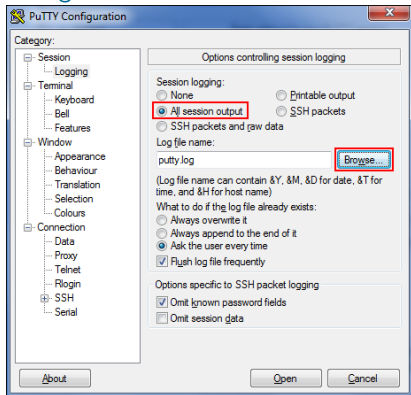 PuTTY Configuration
Category:
Session
Logging
Terminal
Keyboard
Bell
Features
Window
Appearance
Behaviour
Translation
Selection
Colours
Connection
Data
Proxy
Telnet
Rlogin
SSH
Serial
Options controlling session logging
Session logging:
None
Printable output
All session output
SSH packets
SSH packets and raw data
Log file name:
putty.log
Browse...
(Log file name can contain &Y, &M, &D for date, &T for
time, and &H for host name)
What to do if the log file already exists:
Always overwrite it
Always append to the end of it
Ask the user every time
Flush log file frequently
Options specific to SSH packet logging
Omit known password fields
Omit session data
About
Open
Cancel